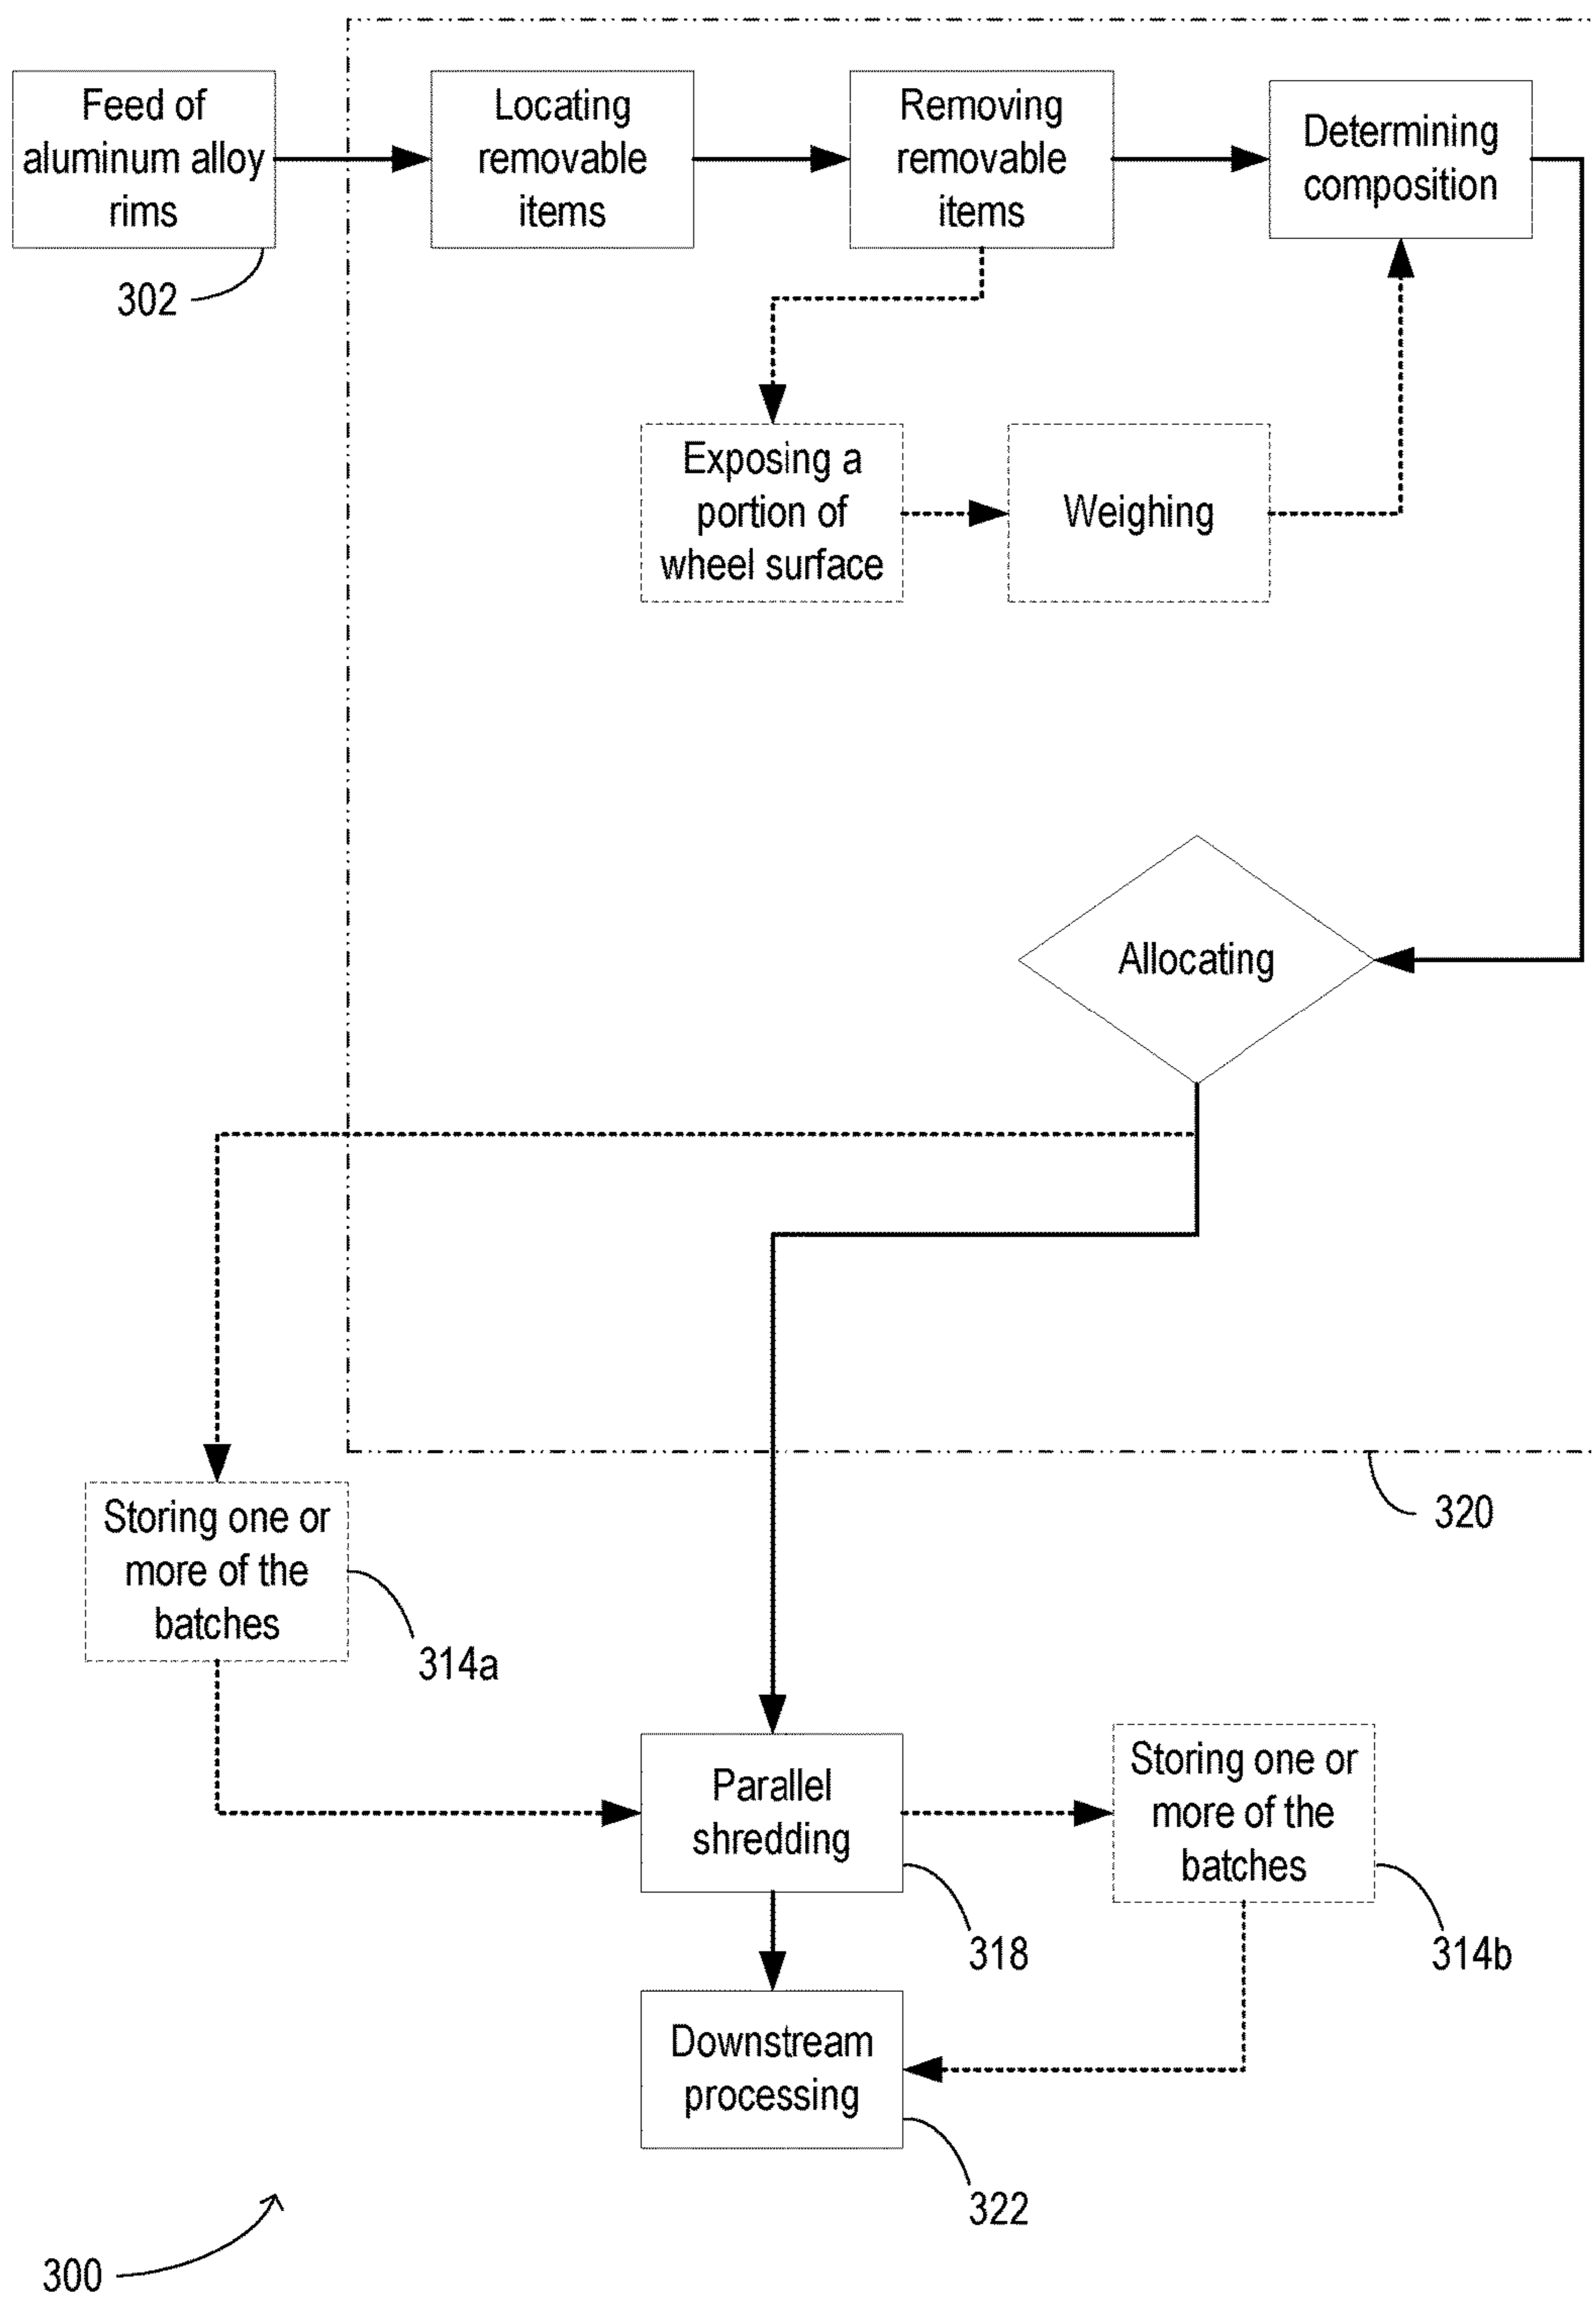 Feed of
aluminum alloy
rims
302
Locating
removable
items
Removing
removable
items
Determining
composition
Exposing a
portion of
wheel surface
Weighing
Allocating
320
Storing one or
more of the
batches
314a
Parallel
shredding
318
Storing one or
more of the
batches
314b
Downstream
processing
322
300